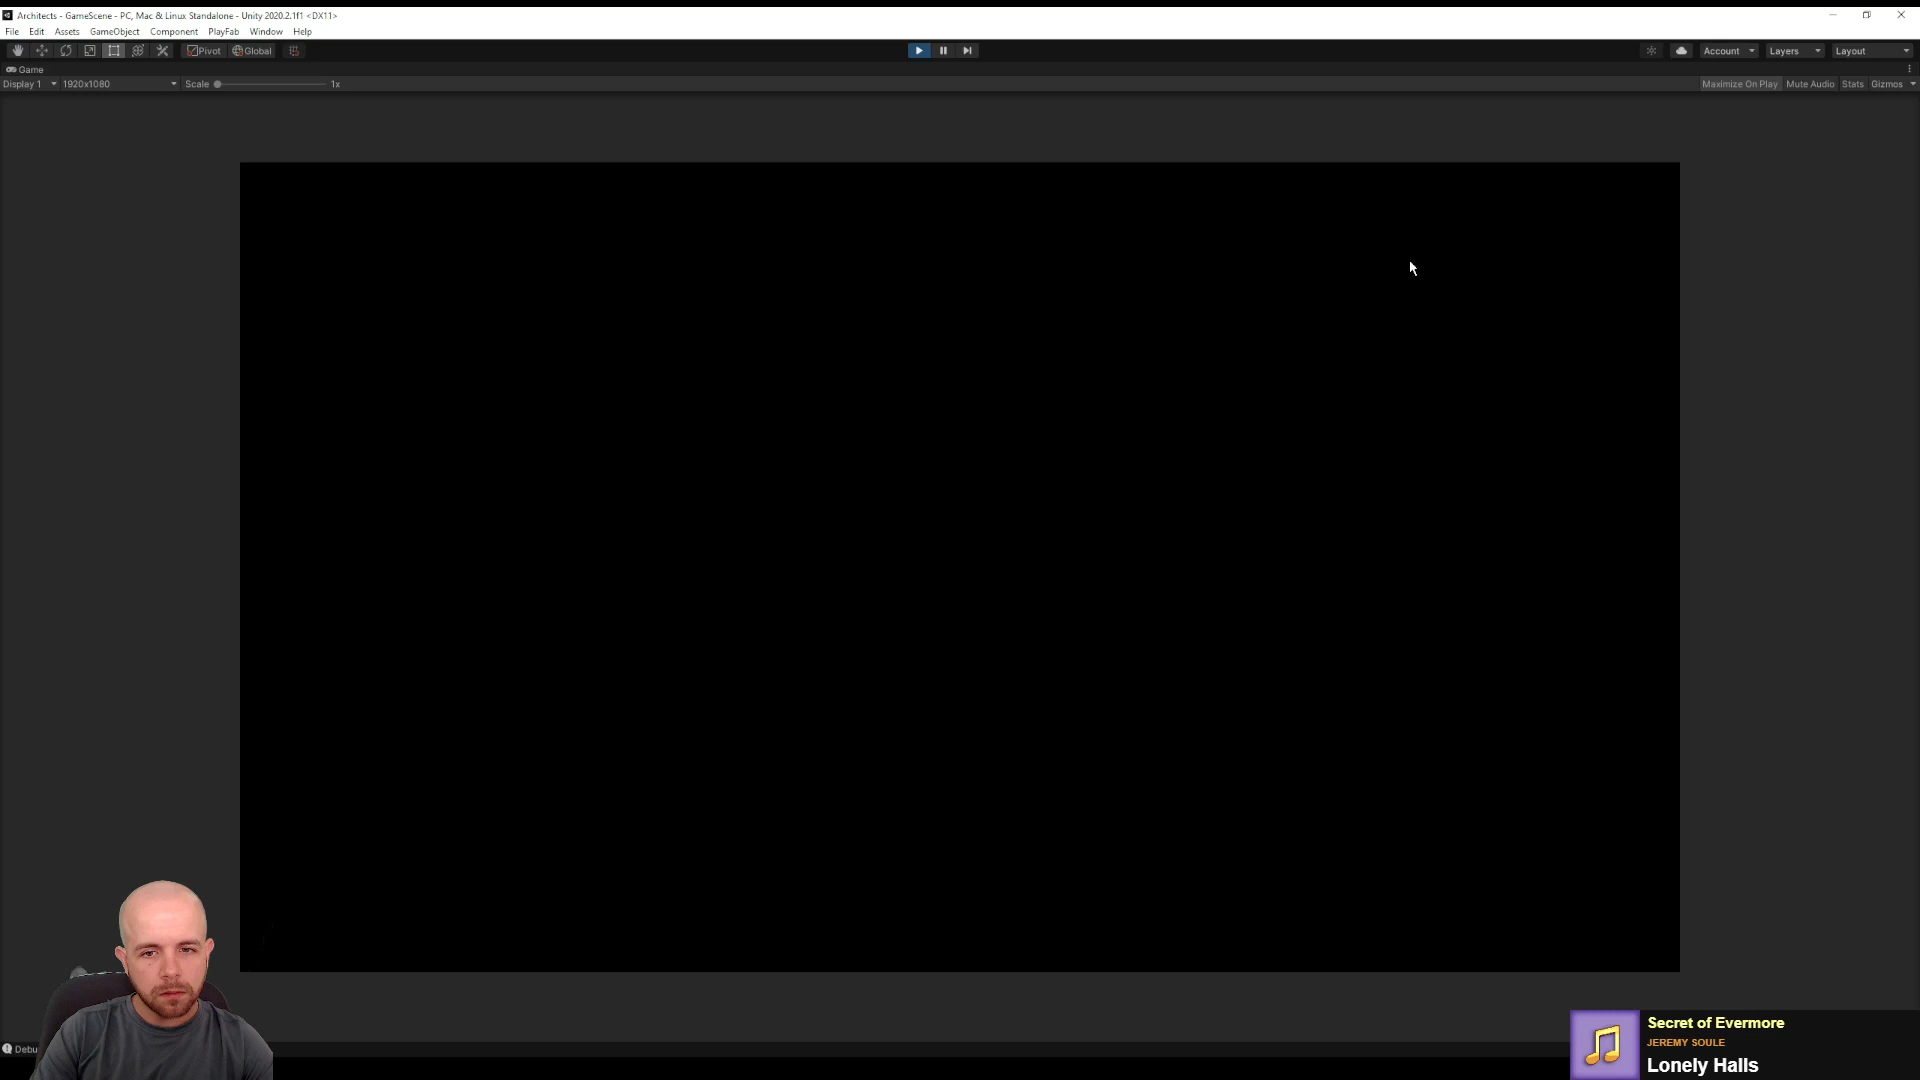 Architects - GameScene - PC, Mac & Linux Standalone - Unity 2020.2.1f1 <DX11>
File Edit Assets GameObject Component PlayFab Window Help
Pivot Global Account Layers Layout
Game
Display 1 1920x1080 Scale 1x Maximize On Play Mute Audio Stats Gizmos
Debu
Secret of Evermore
JEREMY SOULE
Lonely Halls